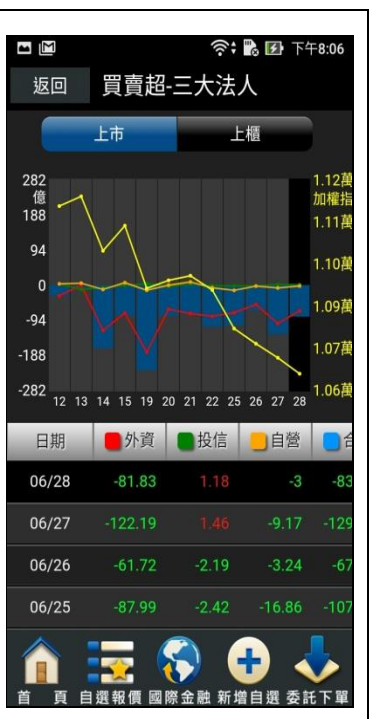 下午8:06
返回 買賣超-三大法人
上市 上櫃
282 1.12萬
億 加權指
188 1.11萬
94 1.10萬
0
-94 1.09萬
-188 1.07萬
-282 1.06萬
12 13 14 15 19 20 21 22 25 26 27 28
日期 外資 投信 自營 合
06/28 -81.83 1.18 -3 -83
06/27 -122.19 1.46 -9.17 -129
06/26 -61.72 -2.19 -3.24 -67
06/25 -87.99 -2.42 -16.86 -107
首 頁 自選報價 國際金融 新增自選 委託下單